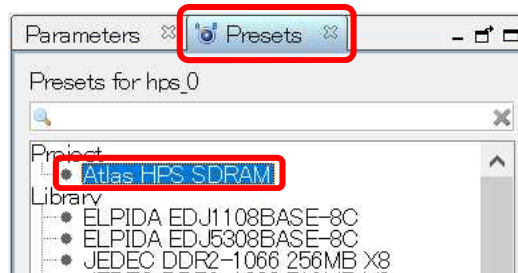 Parameters Presets
Presets for hps_0
Project
Atlas HPS SDRAM
Library
ELPIDA EDJ1108BASE-8C
ELPIDA EDJ5308BASE-8C
JEDEC DDR2-1066 256MB X8